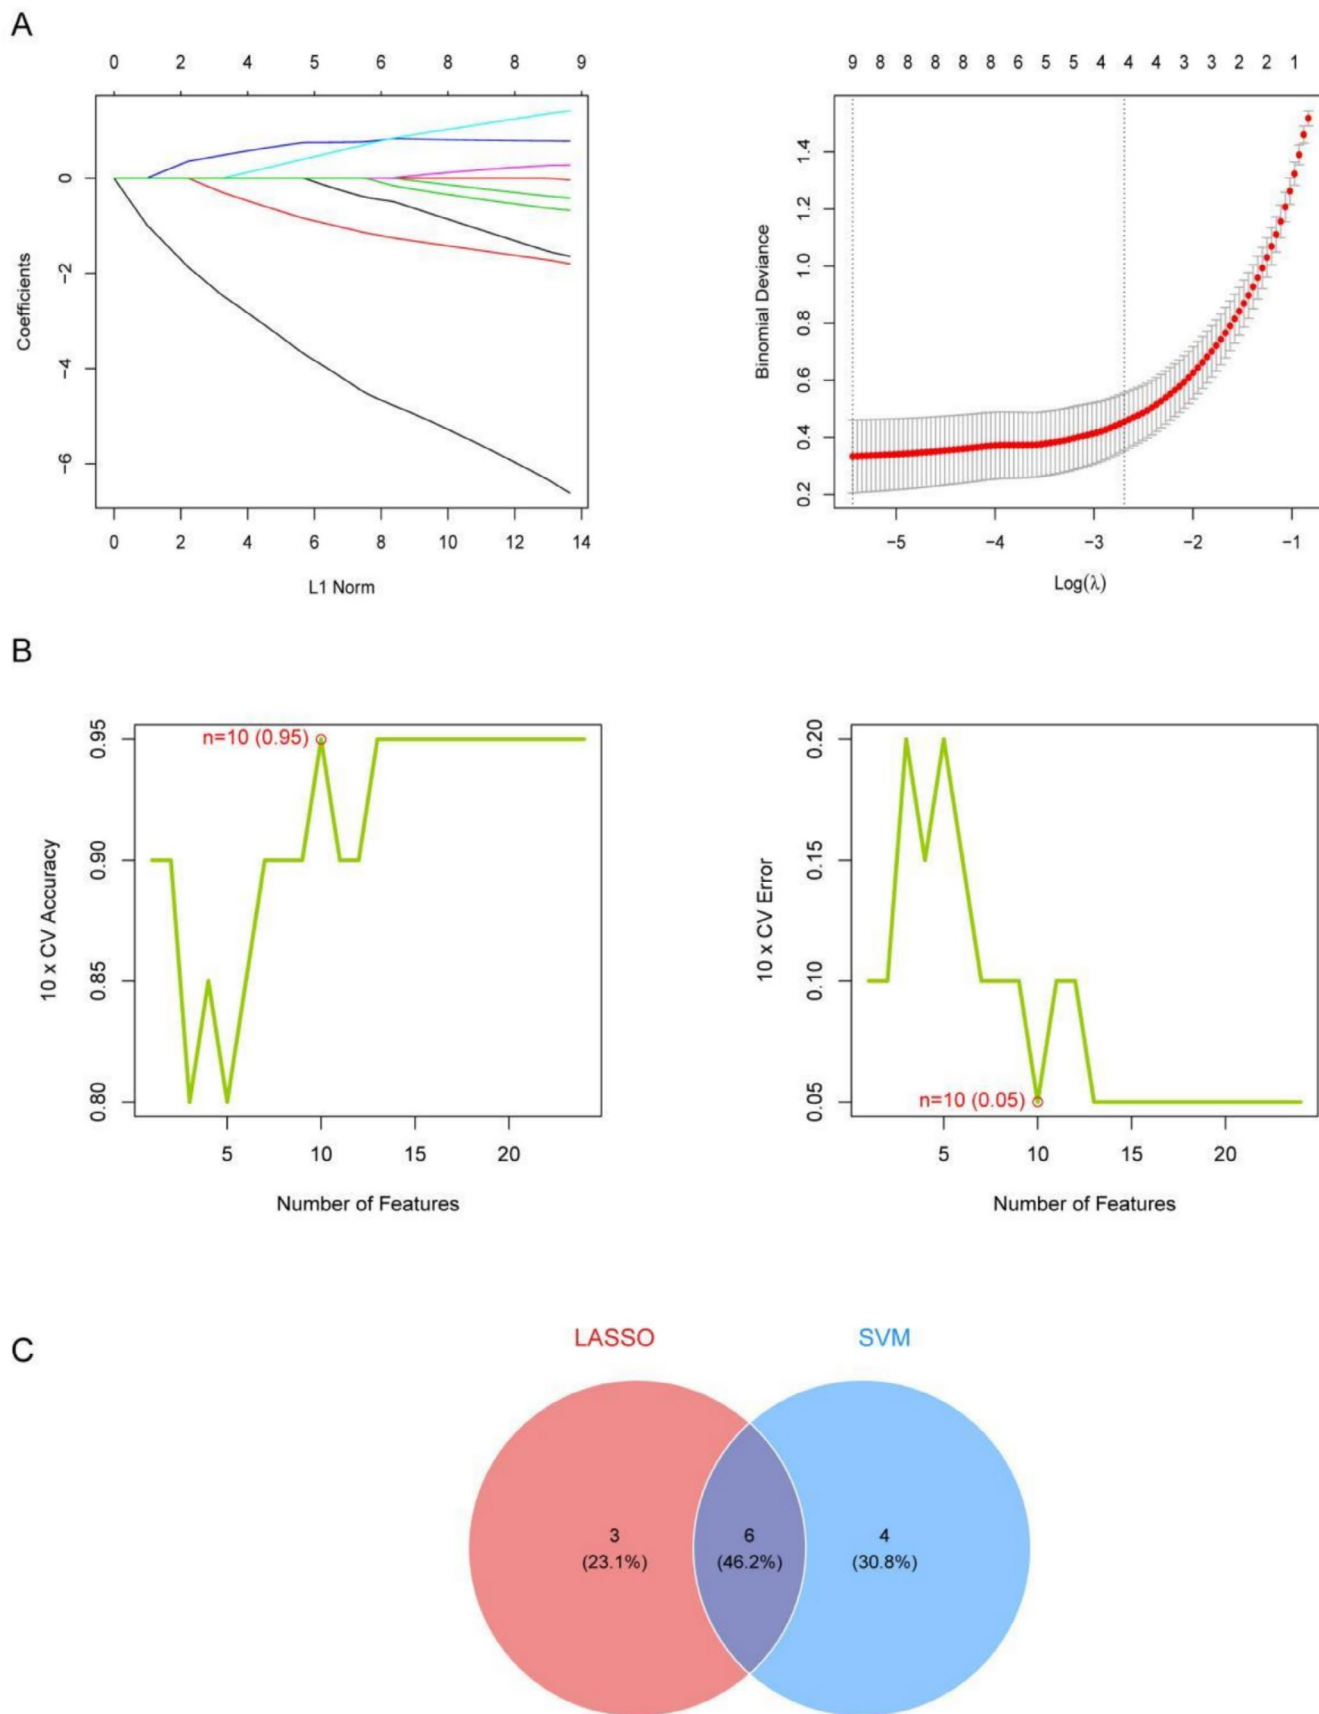 A
0 2 4 5 6 8 8 9
0
−2
−4
−6
Coefficients
0 2 4 6 8 10 12 14
L1 Norm
9 8 8 8 8 8 6 5 5 4 4 4 3 3 2 2 1
1.4
1.2
1.0
0.8
0.6
0.4
0.2
Binomial Deviance
−5 −4 −3 −2 −1
Log(λ)
B
0.95
0.90
0.85
0.80
10 x CV Accuracy
n=10 (0.95)
5 10 15 20
Number of Features
0.20
0.15
0.10
0.05
10 x CV Error
n=10 (0.05)
5 10 15 20
Number of Features
C
LASSO SVM
3 6 4
(23.1%) (46.2%) (30.8%)